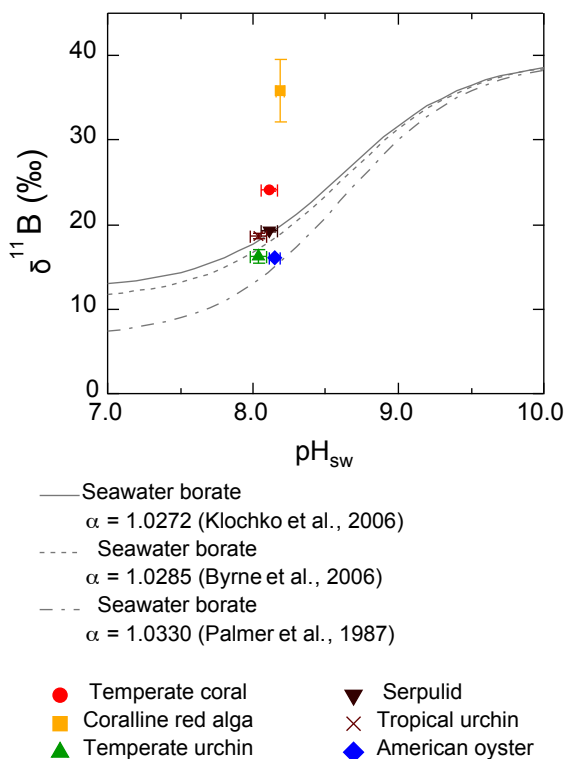 40
30
20
10
0
δ11 B (‰)
7.0 8.0 9.0 10.0
pHsw
Seawater borate
α = 1.0272 (Klochko et al., 2006)
Seawater borate
α = 1.0285 (Byrne et al., 2006)
Seawater borate
α = 1.0330 (Palmer et al., 1987)
Temperate coral Serpulid
Coralline red alga Tropical urchin
Temperate urchin American oyster